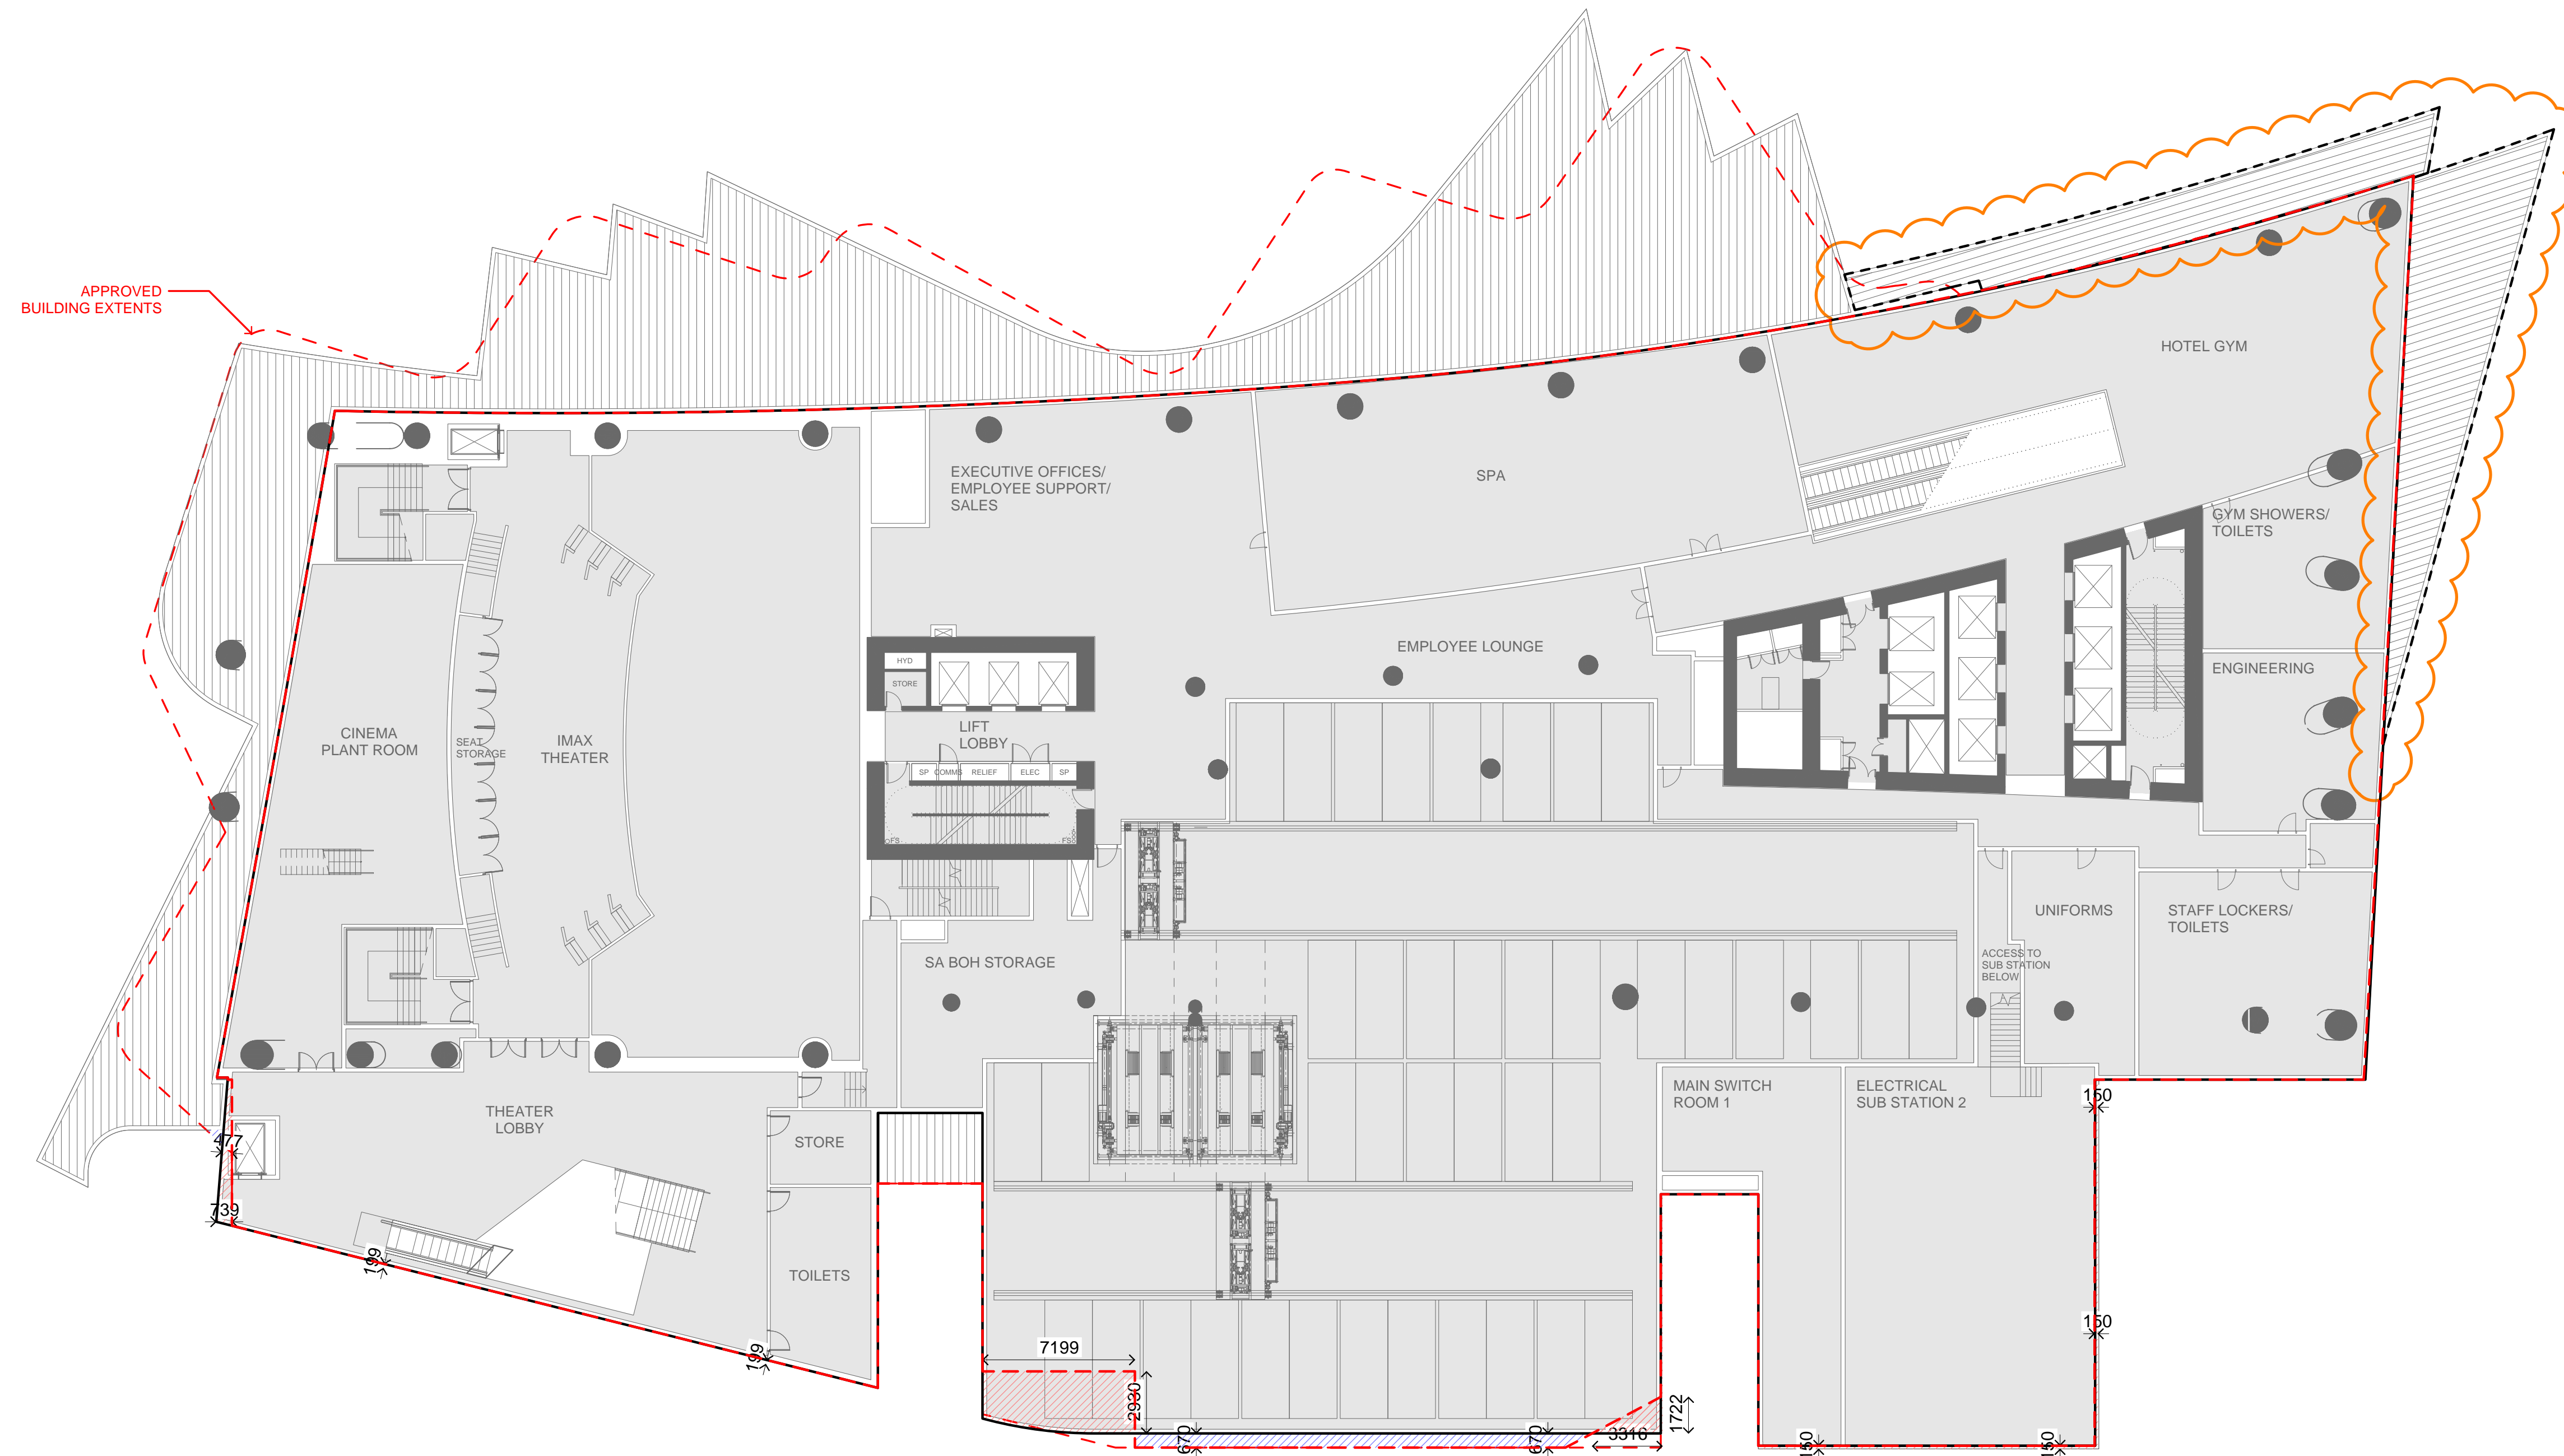 APPROVED
BUILDING EXTENTS
HOTEL GYM
EXECUTIVE OFFICES/
EMPLOYEE SUPPORT/
SALES
SPA
GYM SHOWERS/
TOILETS
EMPLOYEE LOUNGE
HYD
STORE
ENGINEERING
CINEMA
PLANT ROOM
SEAT
STORAGE
IMAX
THEATER
LIFT
LOBBY
SP
COMMS
RELIEF
ELEC
SP
FS
FS
UNIFORMS
STAFF LOCKERS/
TOILETS
SA BOH STORAGE
ACCESS TO
SUB STATION
BELOW
MAIN SWITCH
ROOM 1
ELECTRICAL
SUB STATION 2
150
THEATER
LOBBY
STORE
477
739
199
TOILETS
199
150
7199
2930
670
670
3316
1722
150
150